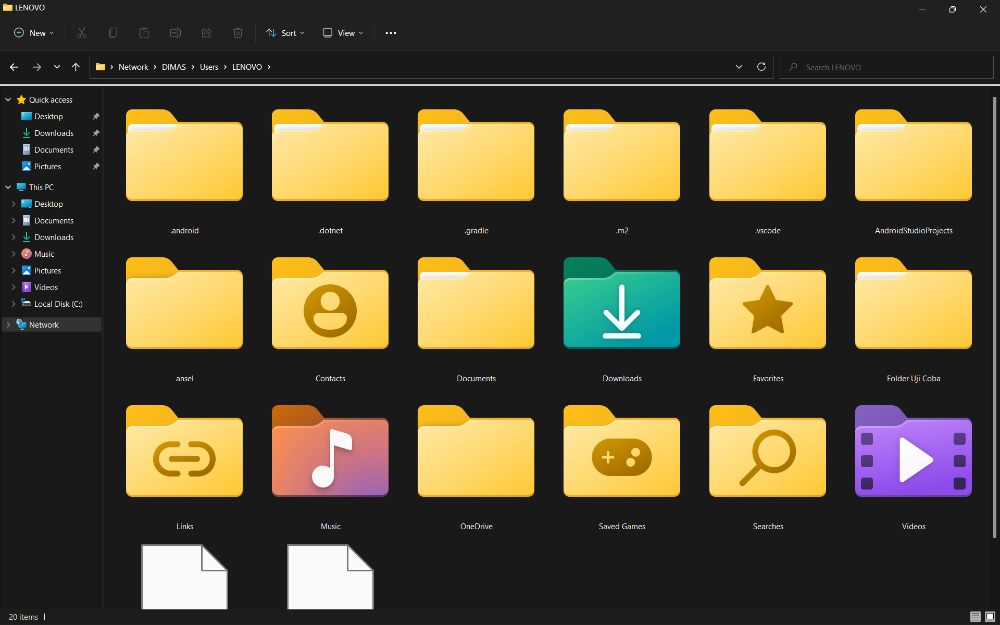 LENOVO
New
Sort
View
Network
DIMAS
Users
LENOVO
Search LENOVO
Quick access
Desktop
Downloads
Documents
Pictures
This PC
Desktop
Documents
Downloads
Music
Pictures
Videos
Local Disk (C:)
Network
.android
.dotnet
.gradle
.m2
.vscode
AndroidStudioProjects
ansel
Contacts
Documents
Downloads
Favorites
Folder Uji Coba
Links
Music
OneDrive
Saved Games
Searches
Videos
20 items